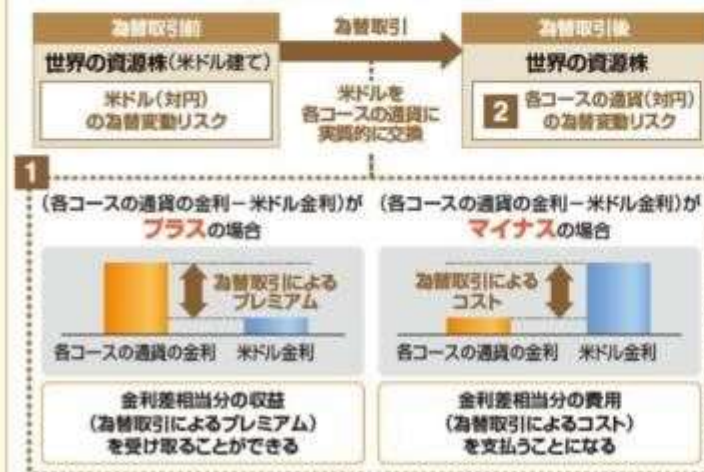 為替取引前
為替取引
為替取引後
世界の資源株(米ドル建て)
米ドル(対円)
の為替変動リスク
米ドルを
各コースの通貨に
実質的に交換
世界の資源株
2 各コースの通貨(対円)
の為替変動リスク
1
(各コースの通貨の金利－米ドル金利)が
プラスの場合
為替取引による
プレミアム
各コースの通貨の金利 米ドル金利
金利差相当分の収益
(為替取引によるプレミアム)
を受け取ることができる
(各コースの通貨の金利－米ドル金利)が
マイナスの場合
為替取引による
コスト
各コースの通貨の金利 米ドル金利
金利差相当分の費用
(為替取引によるコスト)
を支払うことになる